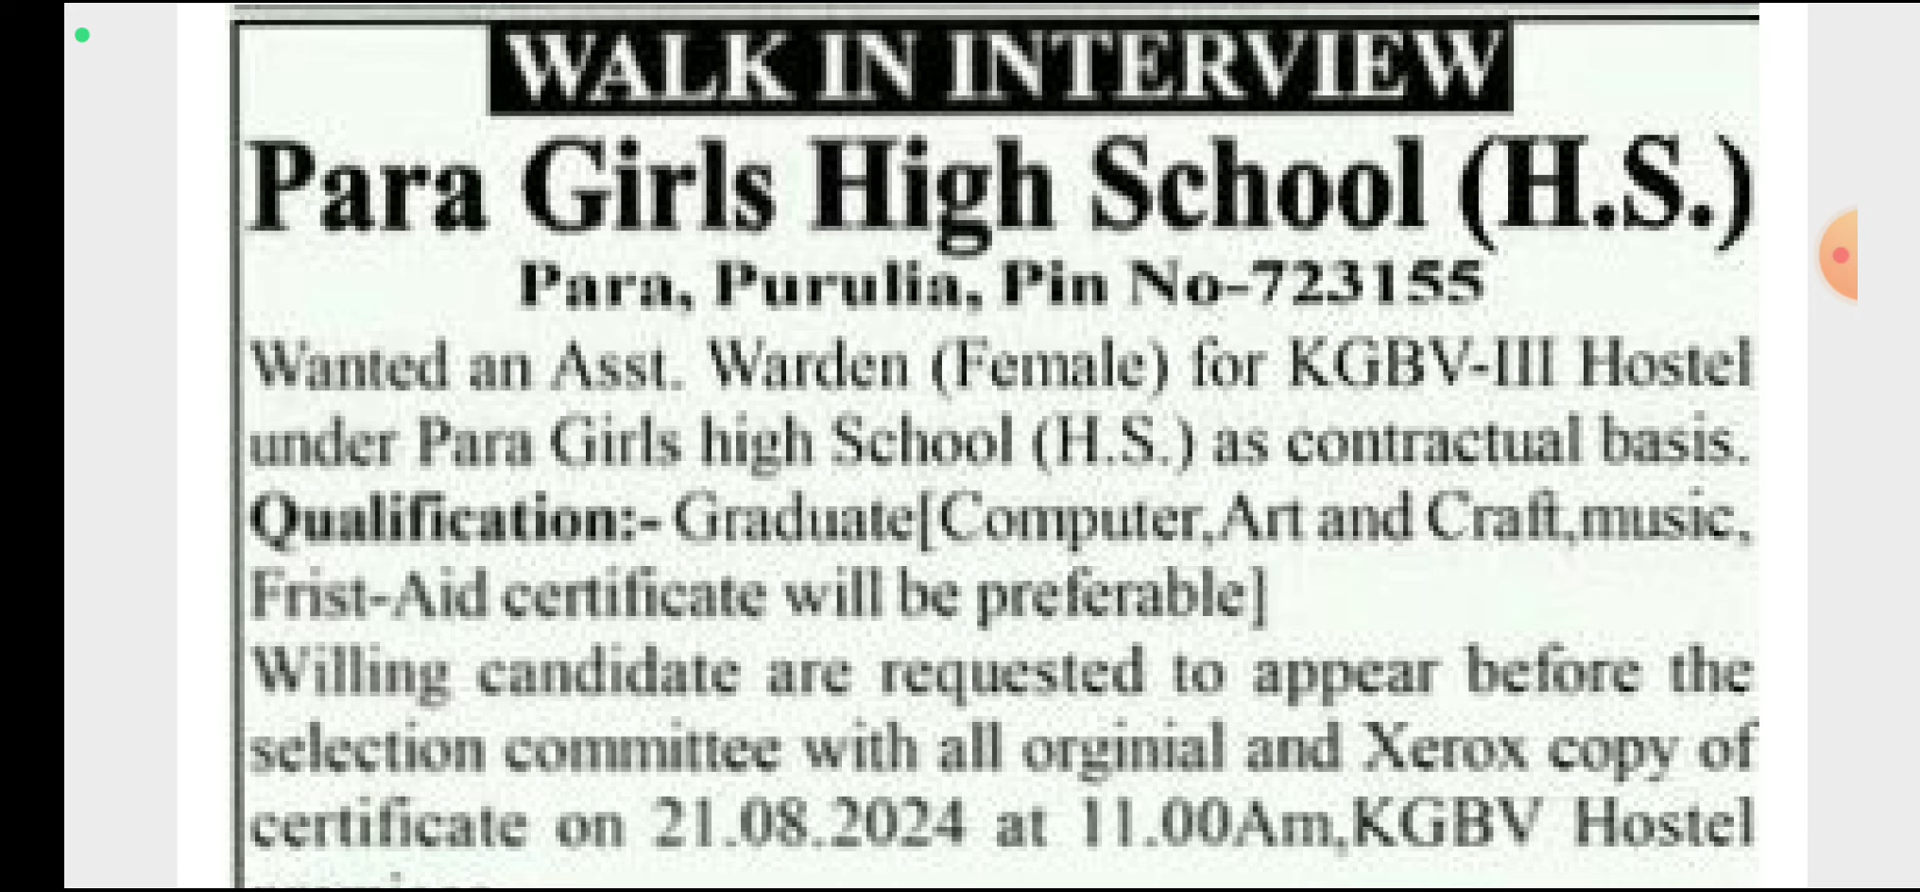 WALK IN INTERVIEW
Para Girls High School (H.S.)
Para, Purulia, Pin No-723155
Wanted an Asst. Warden (Female) for KGBV-III Hostel
under Para Girls high School (H.S.) as contractual basis.
Qualification:- Graduate[Computer,Art and Craft,music,
Frist-Aid certificate will be preferable]
Willing candidate are requested to appear before the
selection committee with all orginial and Xerox copy of
certificate on 21.08.2024 at 11.00Am,KGBV Hostel